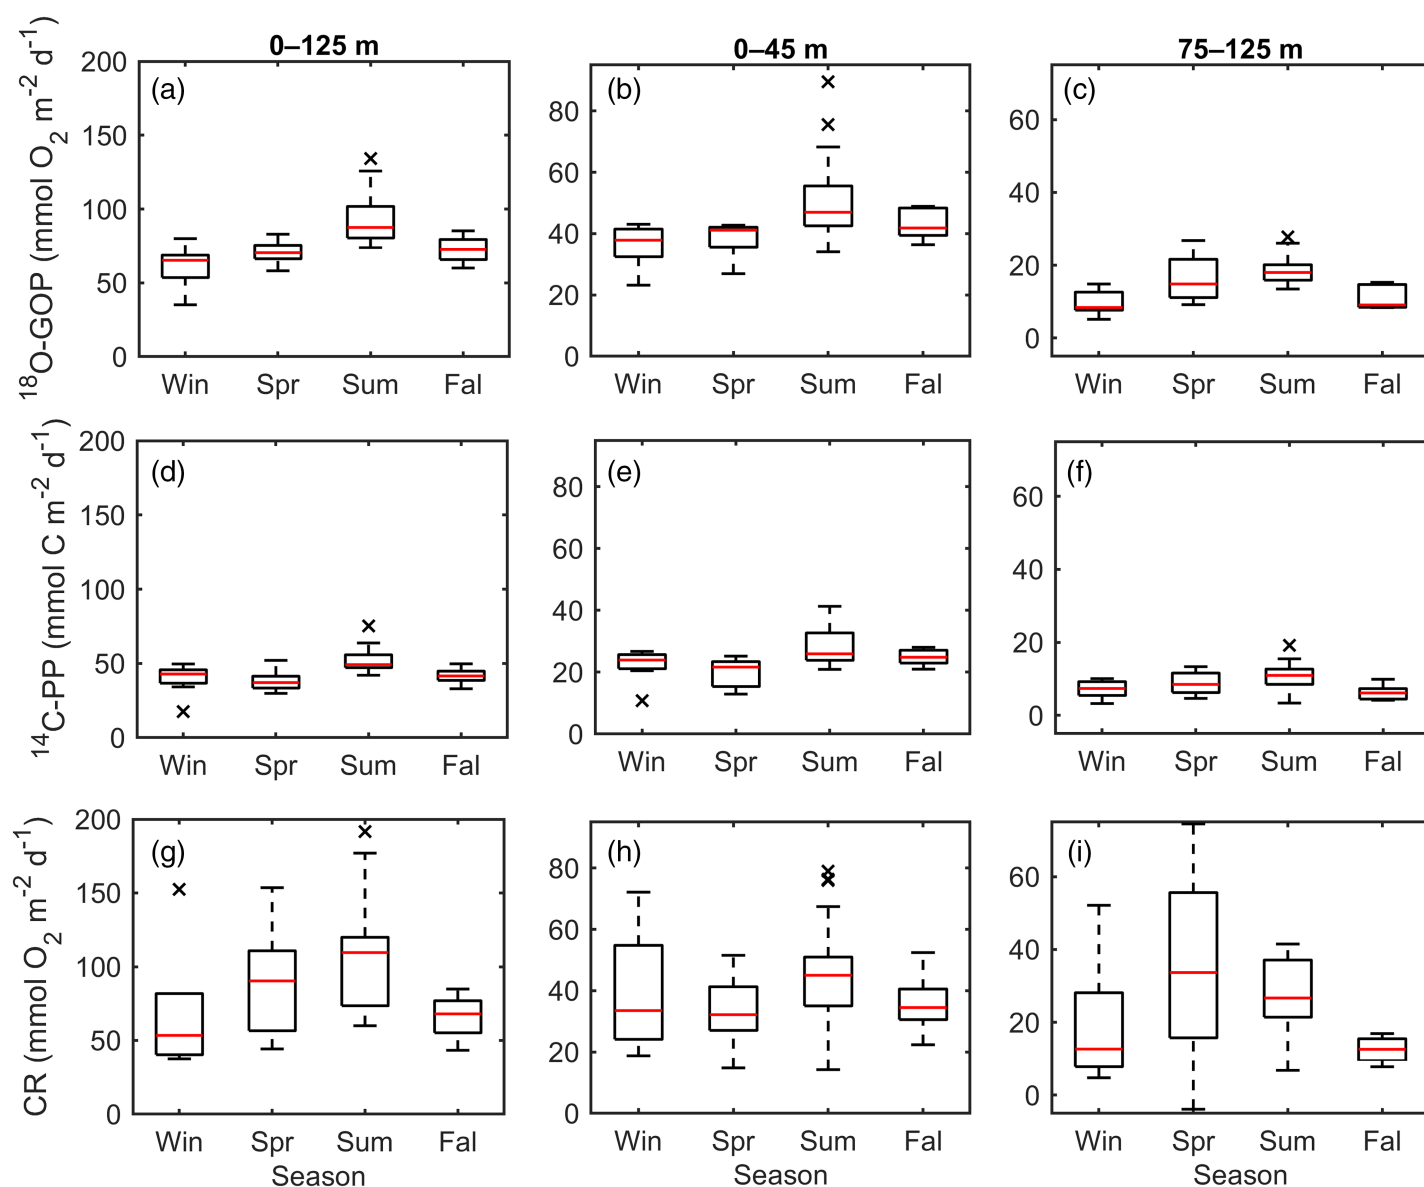 0–125 m
0–45 m
75–125 m
¹⁸O-GOP (mmol O₂ m⁻² d⁻¹)
200
150
100
50
0
(a)
Win Spr Sum Fal
80
60
40
20
0
(b)
Win Spr Sum Fal
60
40
20
0
(c)
Win Spr Sum Fal
¹⁴C-PP (mmol C m⁻² d⁻¹)
200
150
100
50
0
(d)
Win Spr Sum Fal
80
60
40
20
0
(e)
Win Spr Sum Fal
60
40
20
0
(f)
Win Spr Sum Fal
CR (mmol O₂ m⁻² d⁻¹)
200
150
100
50
0
(g)
Win Spr Sum Fal
Season
80
60
40
20
0
(h)
Win Spr Sum Fal
60
40
20
0
(i)
Win Spr Sum Fal
Season